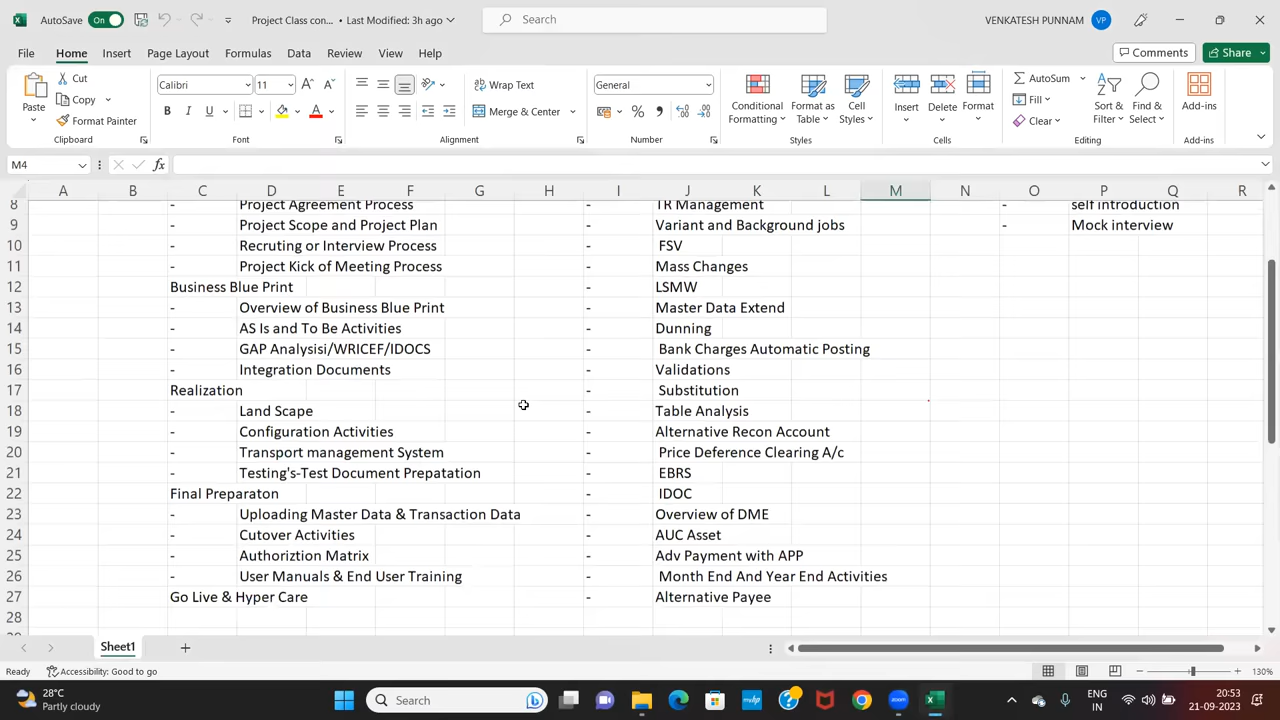 AutoSave On Project Class con... • Last Modified: 3h ago Search VENKATESH PUNNAM VP
File Home Insert Page Layout Formulas Data Review View Help Comments Share
Paste Cut Copy Format Painter Clipboard
Calibri 11 B I U Font
Wrap Text Merge & Center Alignment
General % Number
Conditional Formatting Format as Table Cell Styles Styles
Insert Delete Format Cells
AutoSum Fill Clear Sort & Filter Find & Select Editing
Add-ins Add-ins
M4 fx
A B C D E F G H I J K L M N O P Q R
8 - Project Agreement Process - TR Management - self introduction
9 - Project Scope and Project Plan - Variant and Background jobs - Mock interview
10 - Recruting or Interview Process - FSV
11 - Project Kick of Meeting Process - Mass Changes
12 Business Blue Print - LSMW
13 - Overview of Business Blue Print - Master Data Extend
14 - AS Is and To Be Activities - Dunning
15 - GAP Analysisi/WRICEF/IDOCS - Bank Charges Automatic Posting
16 - Integration Documents - Validations
17 Realization - Substitution
18 - Land Scape - Table Analysis
19 - Configuration Activities - Alternative Recon Account
20 - Transport management System - Price Deference Clearing A/c
21 - Testing's-Test Document Prepatation - EBRS
22 Final Preparaton - IDOC
23 - Uploading Master Data & Transaction Data - Overview of DME
24 - Cutover Activities - AUC Asset
25 - Authoriztion Matrix - Adv Payment with APP
26 - User Manuals & End User Training - Month End And Year End Activities
27 Go Live & Hyper Care - Alternative Payee
28
Sheet1
Ready Accessibility: Good to go 130%
28°C
Partly cloudy
Search
ENG
IN
20:53
21-09-2023